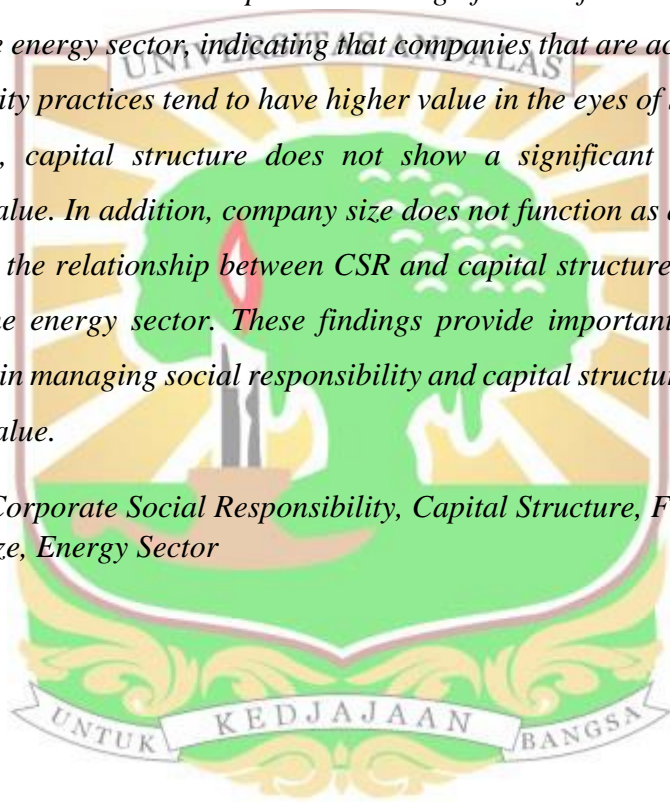 e energy sector, indicating that companies that are ac
UNIVERSITAS ANDALAS
ity practices tend to have higher value in the eyes of
, capital structure does not show a significant
alue. In addition, company size does not function as
the relationship between CSR and capital structure
e energy sector. These findings provide important
in managing social responsibility and capital structur
alue.
Corporate Social Responsibility, Capital Structure, F
ze, Energy Sector
UNTUK KEDJAJAAN BANGSA